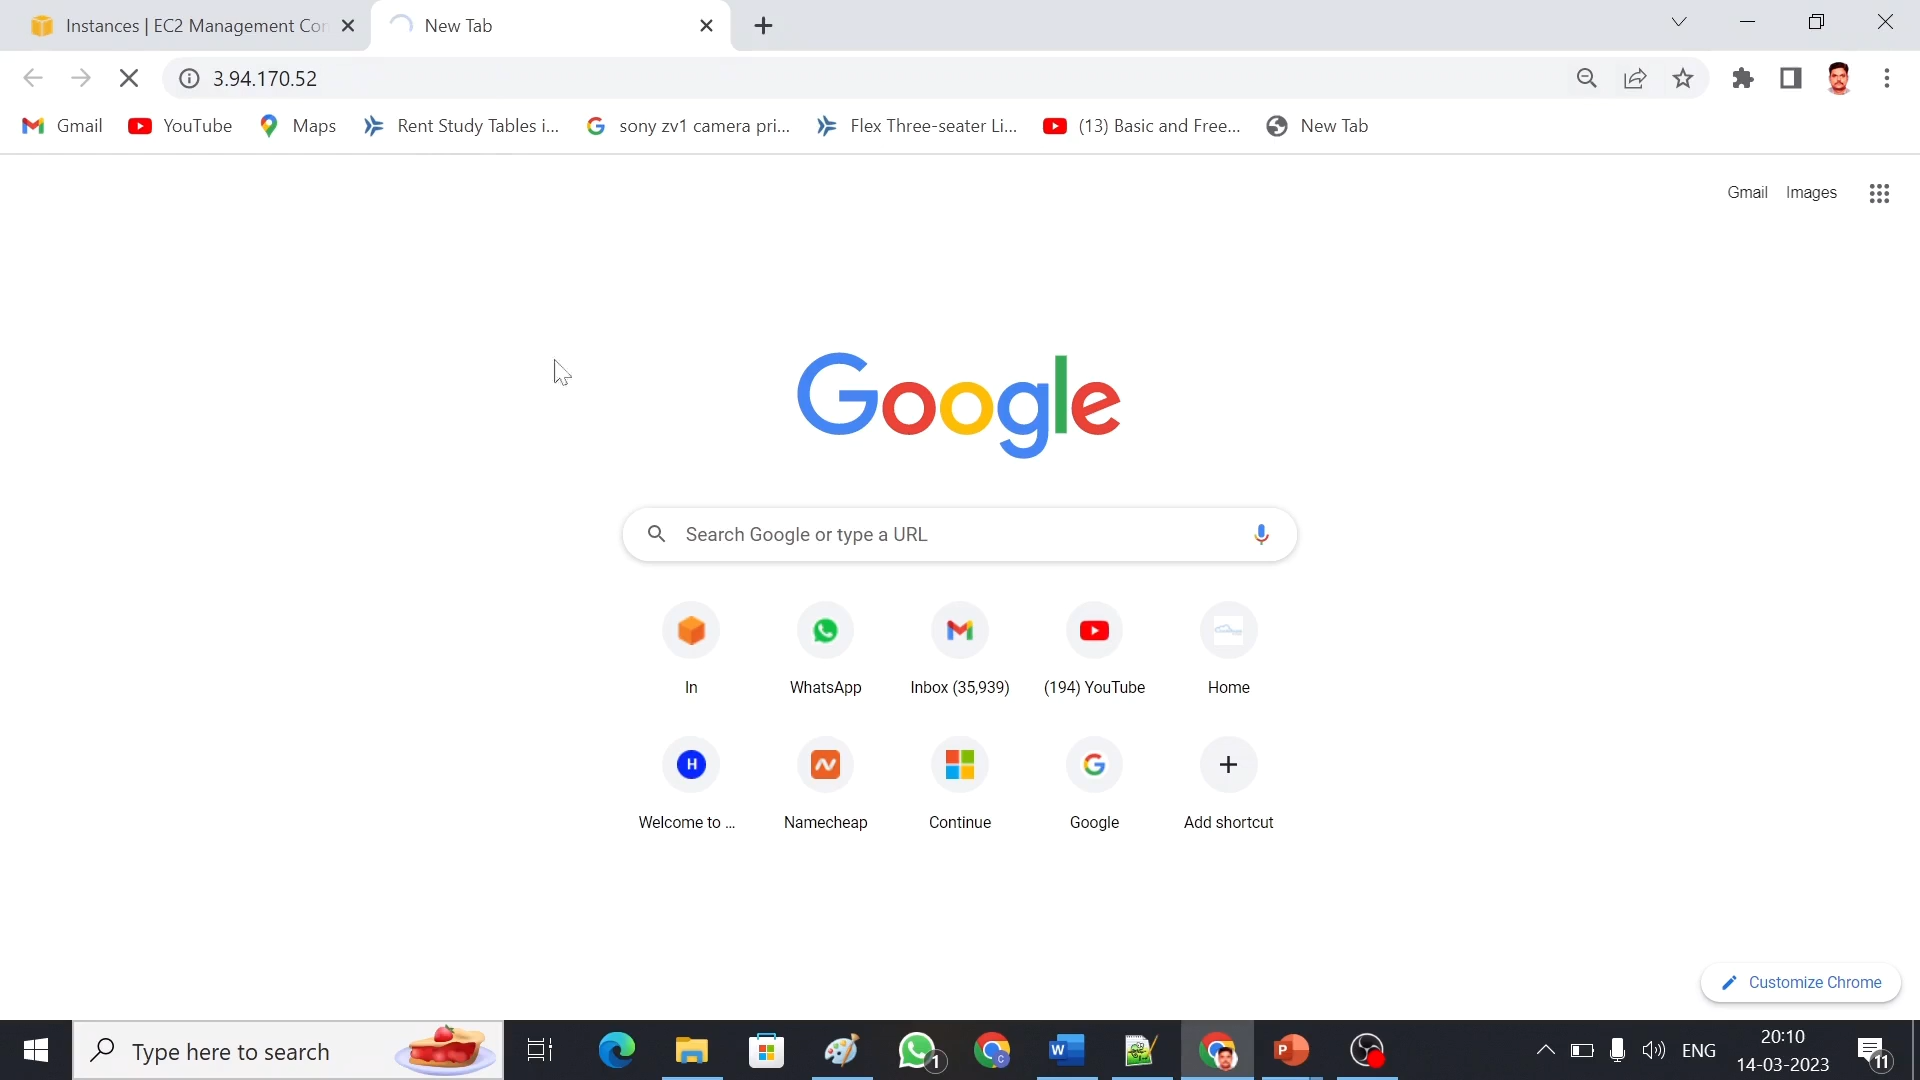 Instances | EC2 Management Con
New Tab
3.94.170.52
Gmail
YouTube
Maps
Rent Study Tables i...
sony zv1 camera pri...
Flex Three-seater Li...
(13) Basic and Free...
New Tab
Gmail Images
Google
Search Google or type a URL
In
WhatsApp
Inbox (35,939)
(194) YouTube
Home
H
Welcome to ...
Namecheap
Continue
Google
Add shortcut
Customize Chrome
Type here to search
1
C
W
P
ENG
20:10
14-03-2023
11